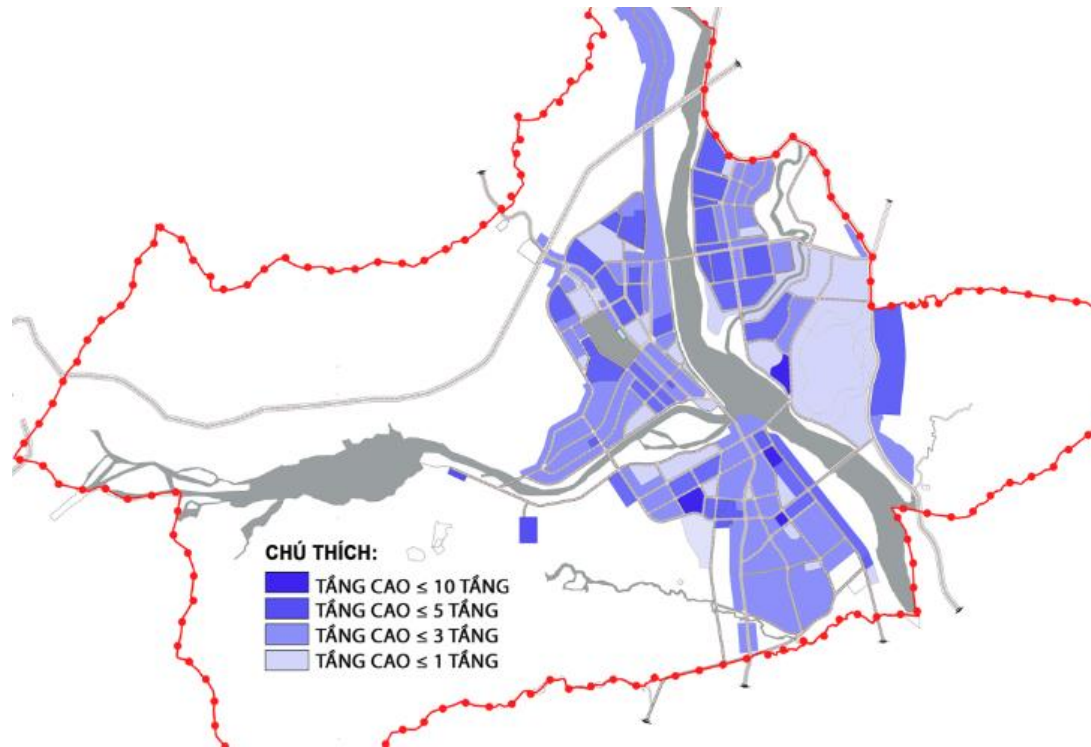 CHÚ THÍCH:
TẦNG CAO ≤ 10 TẦNG
TẦNG CAO ≤ 5 TẦNG
TẦNG CAO ≤ 3 TẦNG
TẦNG CAO ≤ 1 TẦNG